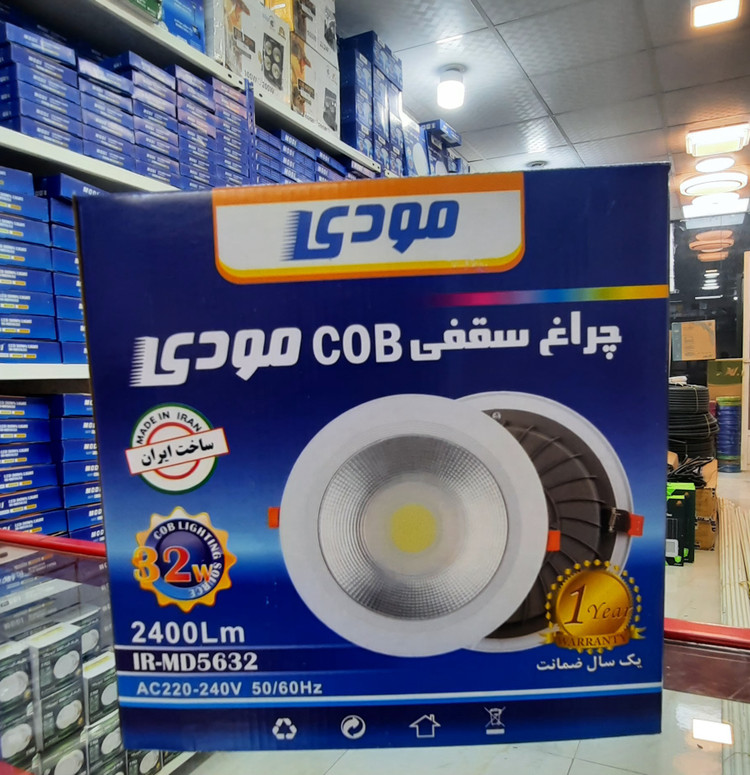 مودی
چراغ سقفی COB مودی
MADE IN IRAN
ساخت ایران
COB LIGHTING
32w
SOURCE
2400Lm
IR-MD5632
AC220-240V 50/60Hz
1 Year
WARRANTY
یک سال ضمانت